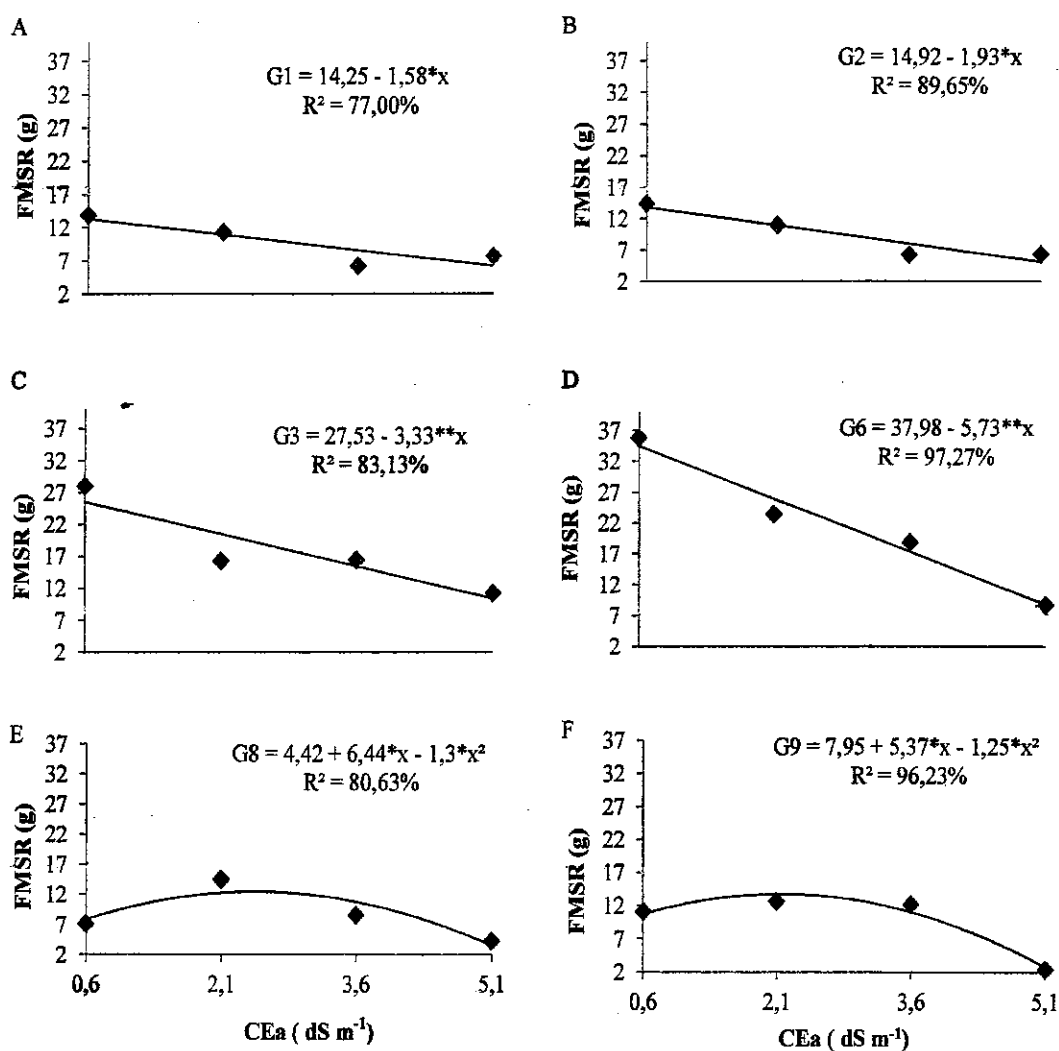 A
G1 = 14,25 - 1,58*x
R² = 77,00%
FMSR (g)
37
32
27
22
17
12
7
2
B
G2 = 14,92 - 1,93*x
R² = 89,65%
FMSR (g)
37
32
27
22
17
12
7
2
C
G3 = 27,53 - 3,33**x
R² = 83,13%
FMSR (g)
37
32
27
22
17
12
7
2
D
G6 = 37,98 - 5,73**x
R² = 97,27%
FMSR (g)
37
32
27
22
17
12
7
2
E
G8 = 4,42 + 6,44*x - 1,3*x²
R² = 80,63%
FMSR (g)
37
32
27
22
17
12
7
2
0,6 2,1 3,6 5,1
CEa ( dS m⁻¹)
F
G9 = 7,95 + 5,37*x - 1,25*x²
R² = 96,23%
FMSR (g)
37
32
27
22
17
12
7
2
0,6 2,1 3,6 5,1
CEa ( dS m⁻¹)